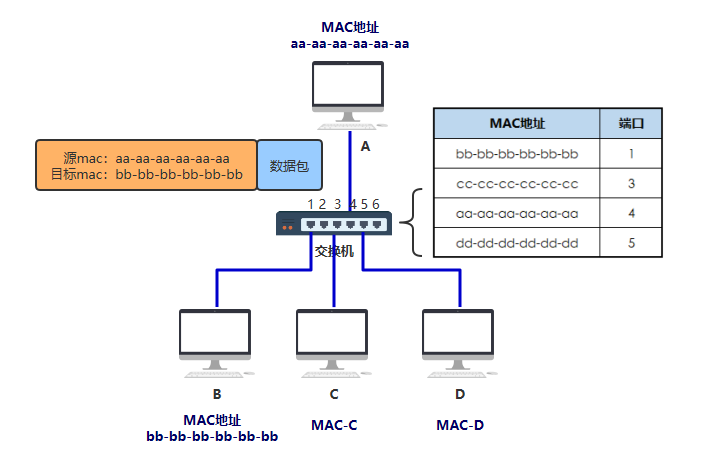 MAC地址
aa-aa-aa-aa-aa-aa
A
源mac：aa-aa-aa-aa-aa-aa
目标mac：bb-bb-bb-bb-bb-bb
数据包
MAC地址 端口
bb-bb-bb-bb-bb-bb 1
cc-cc-cc-cc-cc-cc 3
aa-aa-aa-aa-aa-aa 4
dd-dd-dd-dd-dd-dd 5
1 2 3 4 5 6
交换机
B
C
D
MAC地址
bb-bb-bb-bb-bb-bb
MAC-C
MAC-D